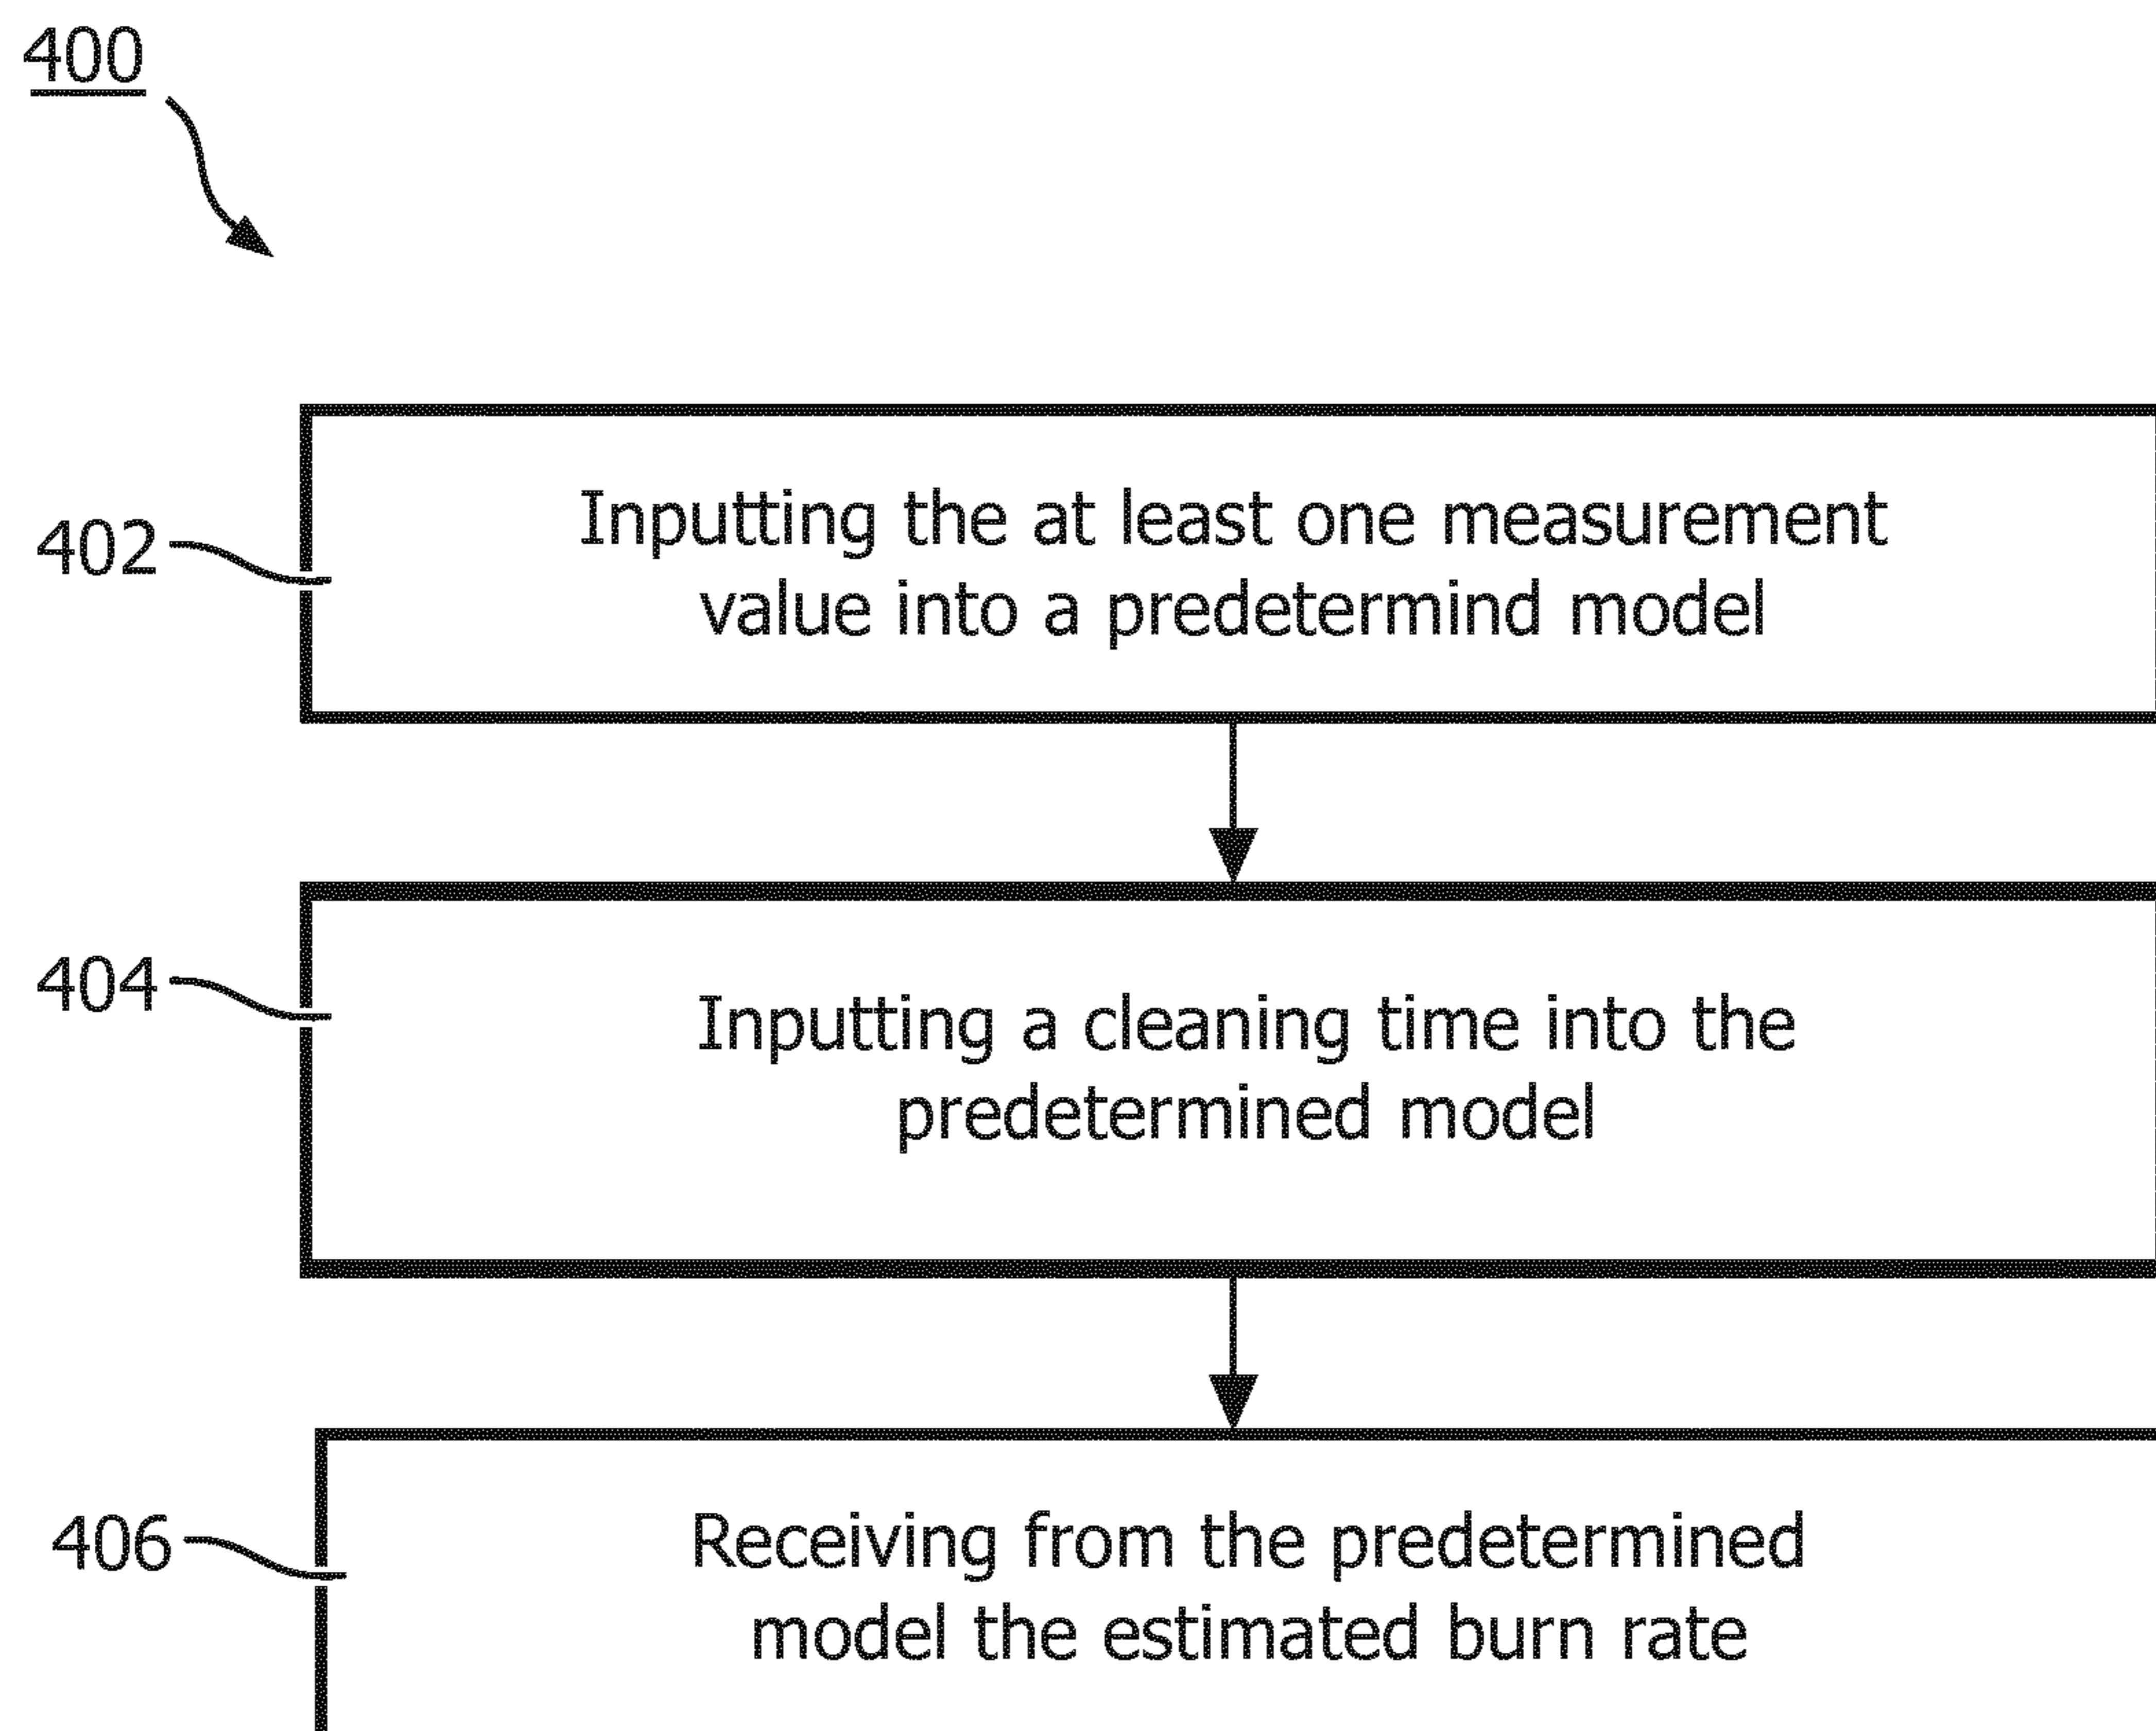 400
402
Inputting the at least one measurement
value into a predetermind model
404
Inputting a cleaning time into the
predetermined model
406
Receiving from the predetermined
model the estimated burn rate